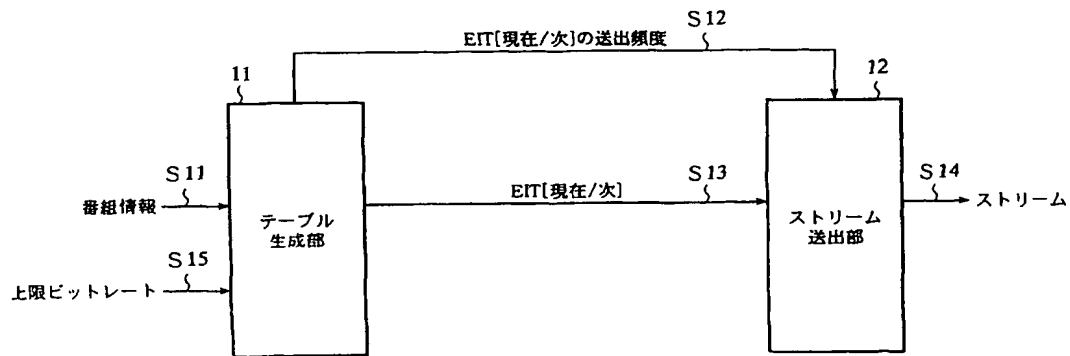 S12
EIT[現在/次]の送出頻度
11
12
S11
番組情報
S13
EIT[現在/次]
S14
ストリーム
テーブル
生成部
ストリーム
送出部
S15
上限ビットレート